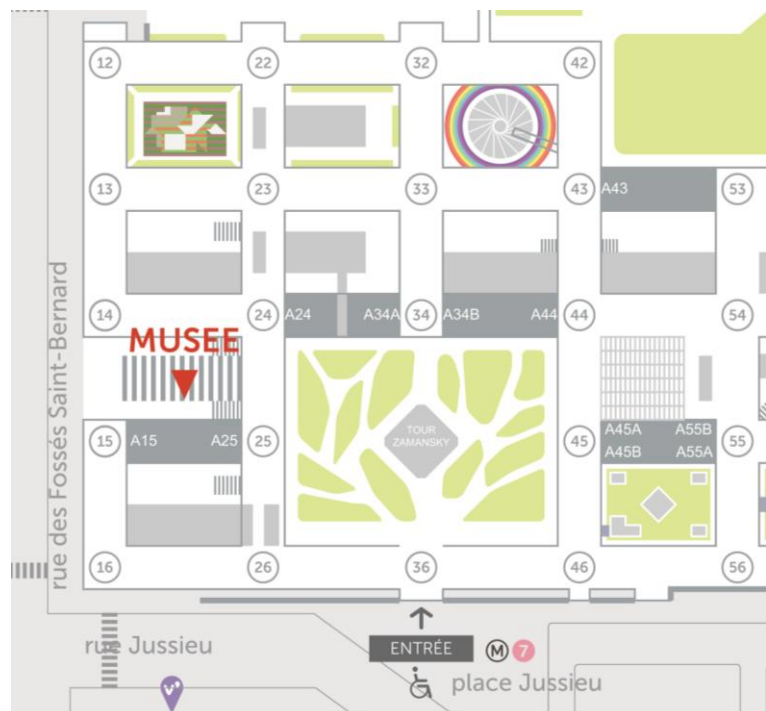 12 22 32 42
13 23 33 43 A43 53
rue des Fossés Saint-Bernard
14 24 A24 A34A 34 A34B A44 44 54
MUSEE
15 A15 A25 25
TOUR
ZAMANSKY
45 A45A A55B 55
A45B A55A
16 26 36 46 56
rue Jussieu
ENTRÉE M 7
place Jussieu
v'